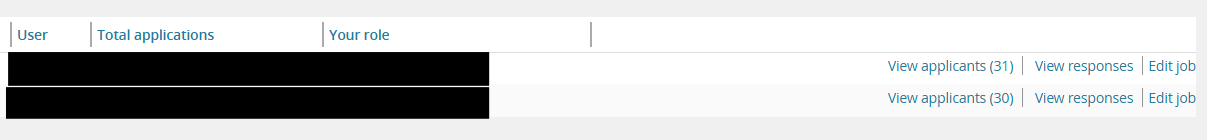 User Total applications Your role
View applicants (31) View responses Edit job
View applicants (30) View responses Edit job